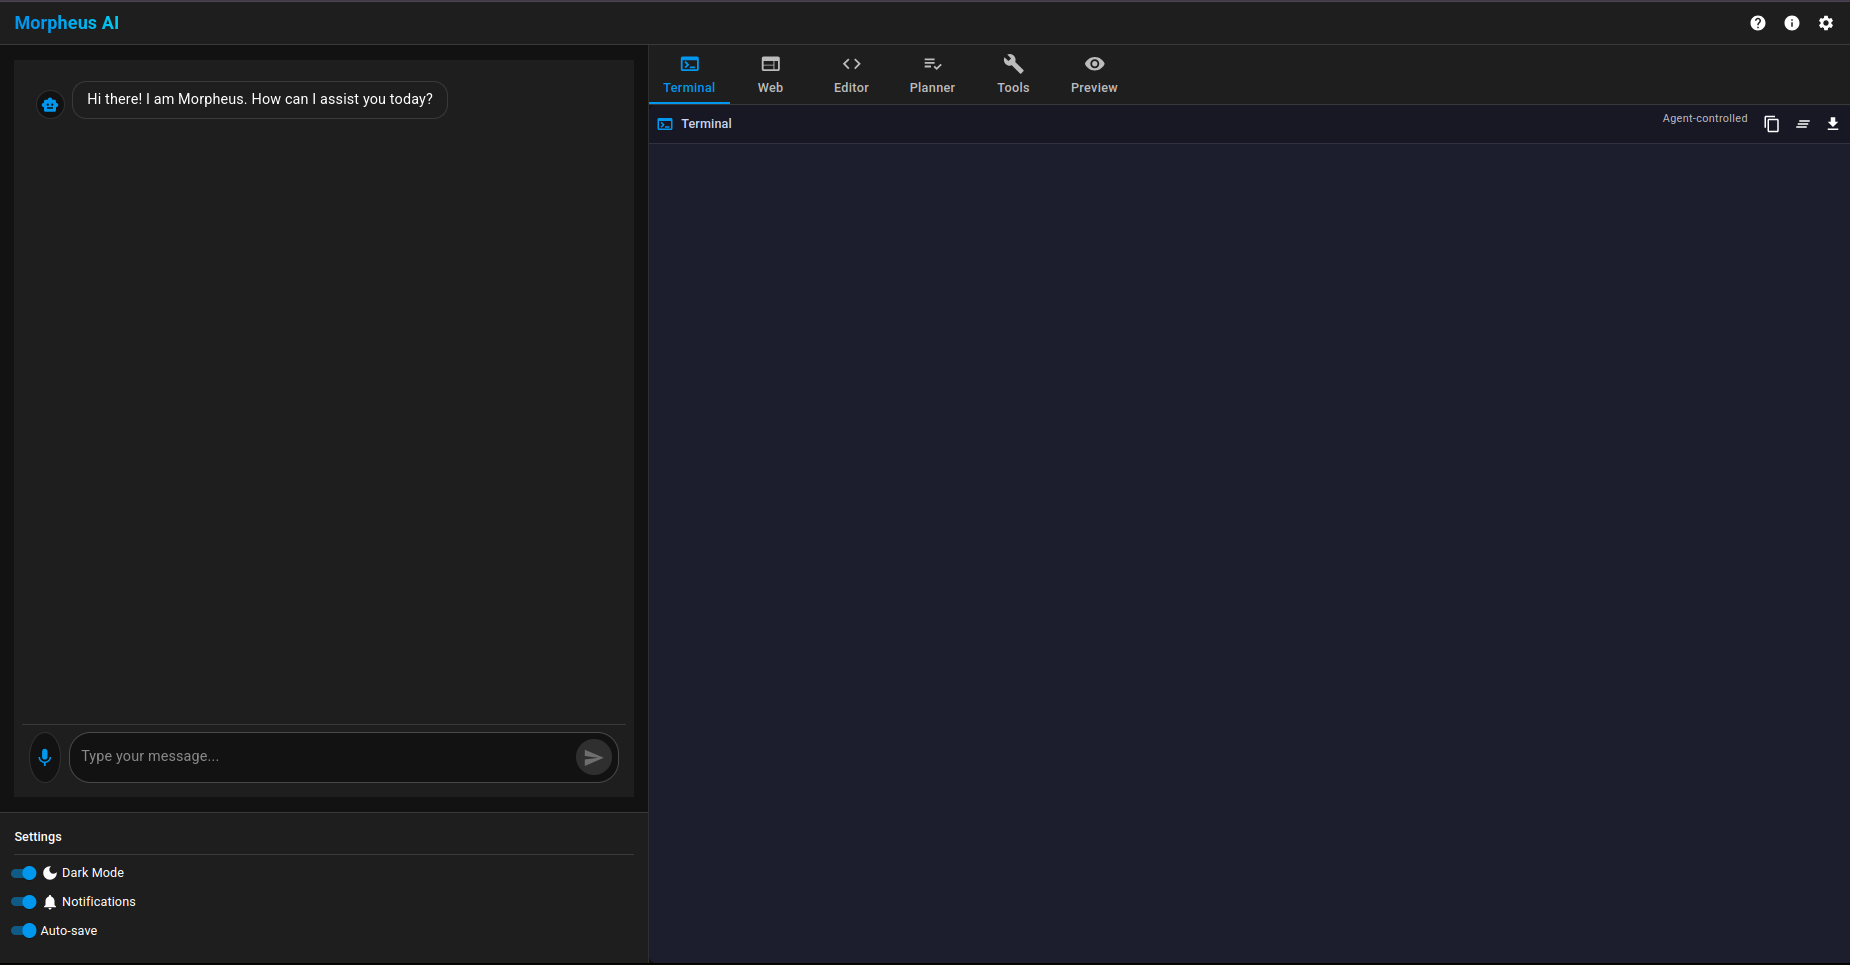 Morpheus AI
Hi there! I am Morpheus. How can I assist you today?
Type your message...
Settings
Dark Mode
Notifications
Auto-save
Terminal Web Editor Planner Tools Preview
Terminal Agent-controlled